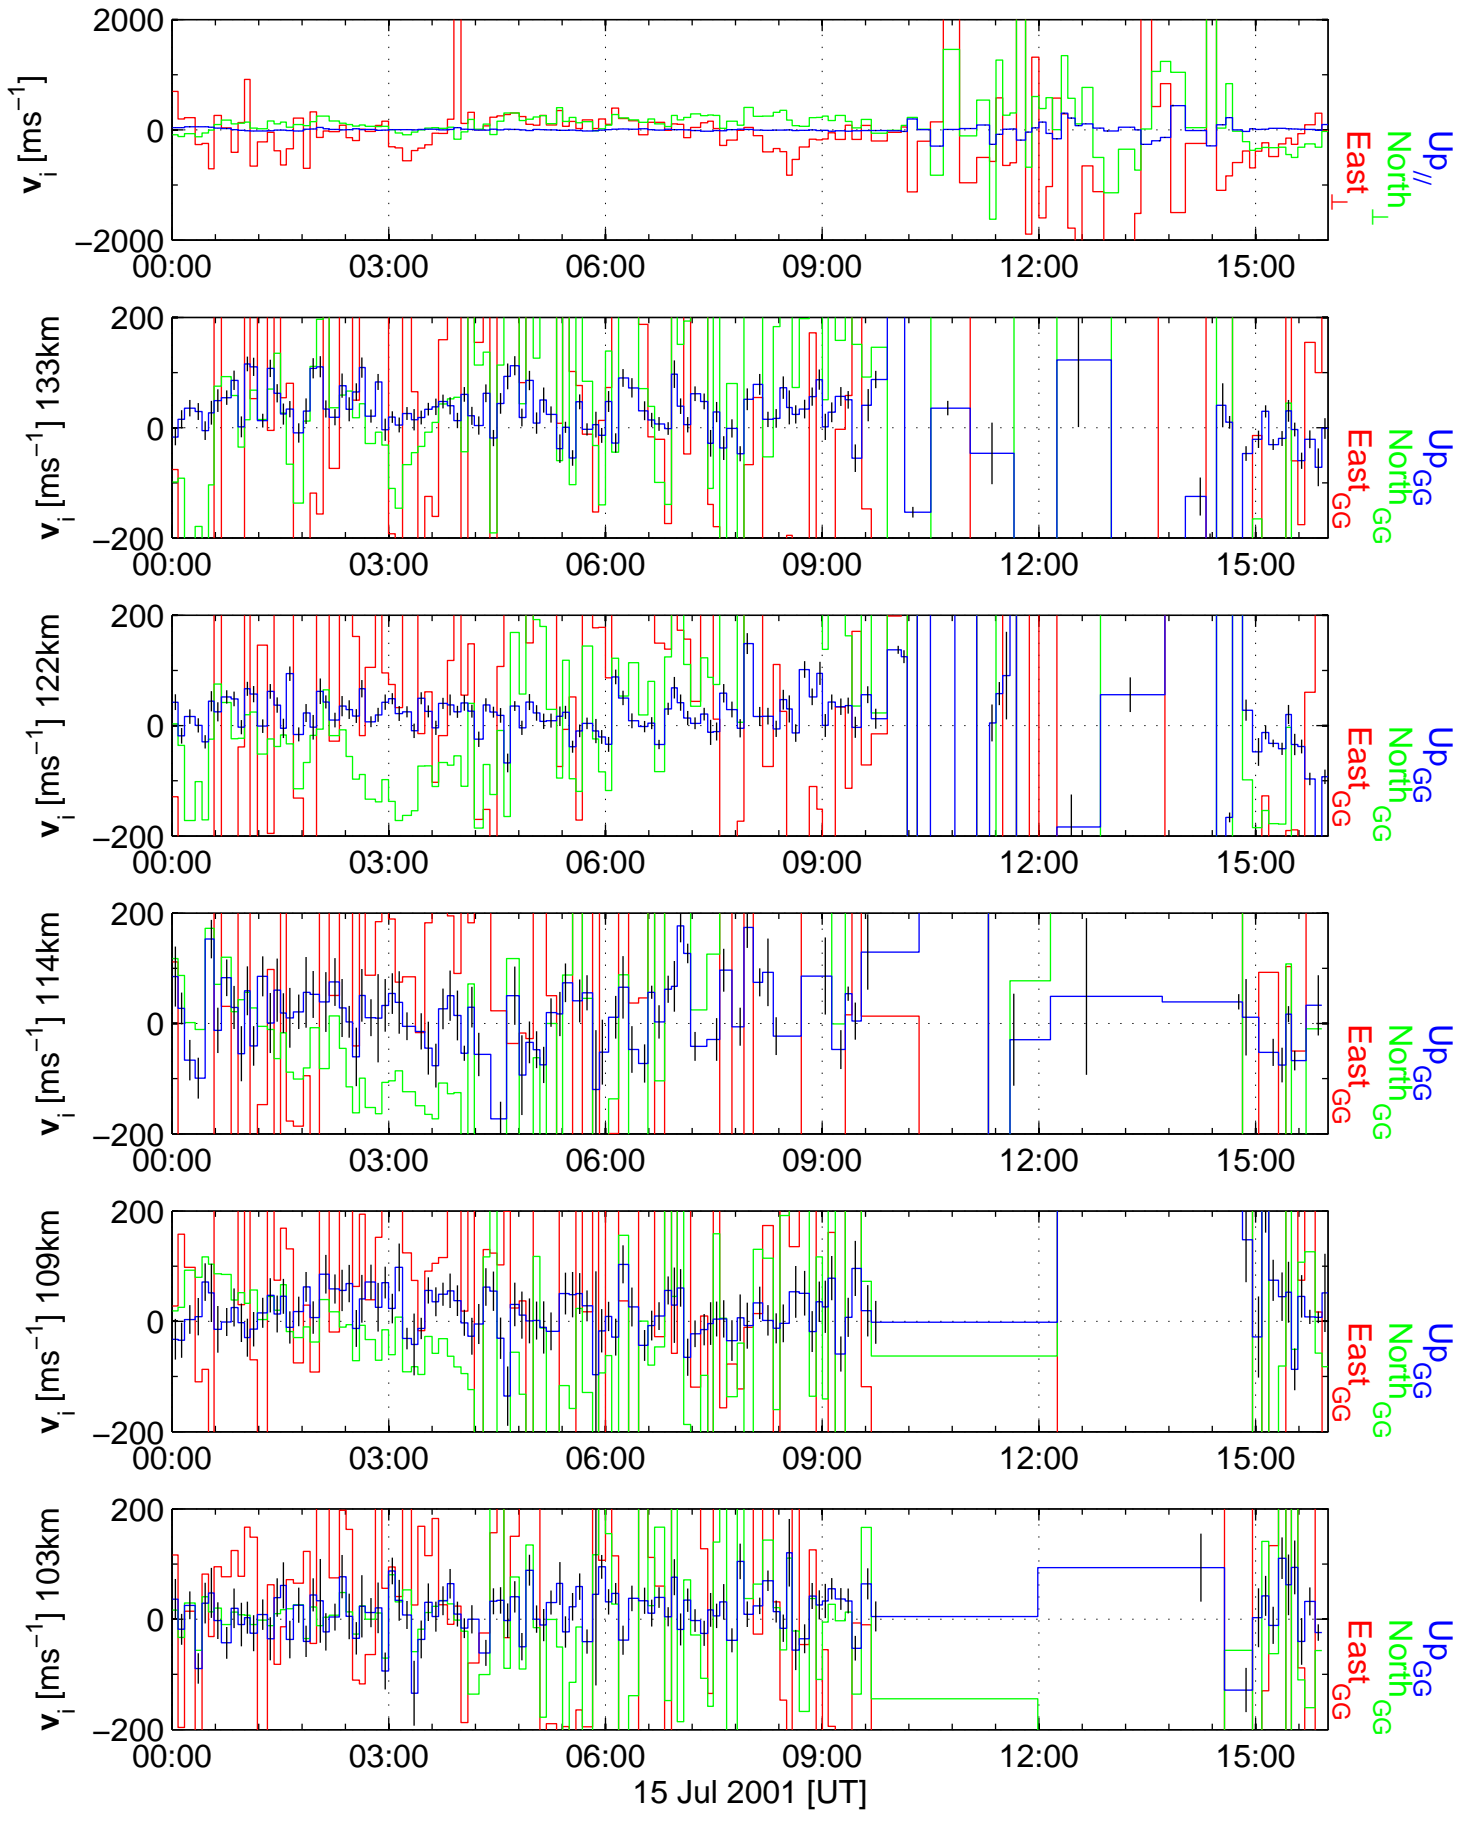 2000
0
−2000
v_i [ms^−1]
Up_//
North_⊥
East_⊥
00:00 03:00 06:00 09:00 12:00 15:00
200
0
−200
v_i [ms^−1] 133km
Up_GG
North_GG
East_GG
00:00 03:00 06:00 09:00 12:00 15:00
200
0
−200
v_i [ms^−1] 122km
Up_GG
North_GG
East_GG
00:00 03:00 06:00 09:00 12:00 15:00
200
0
−200
v_i [ms^−1] 114km
Up_GG
North_GG
East_GG
00:00 03:00 06:00 09:00 12:00 15:00
200
0
−200
v_i [ms^−1] 109km
Up_GG
North_GG
East_GG
00:00 03:00 06:00 09:00 12:00 15:00
200
0
−200
v_i [ms^−1] 103km
Up_GG
North_GG
East_GG
00:00 03:00 06:00 09:00 12:00 15:00
15 Jul 2001 [UT]